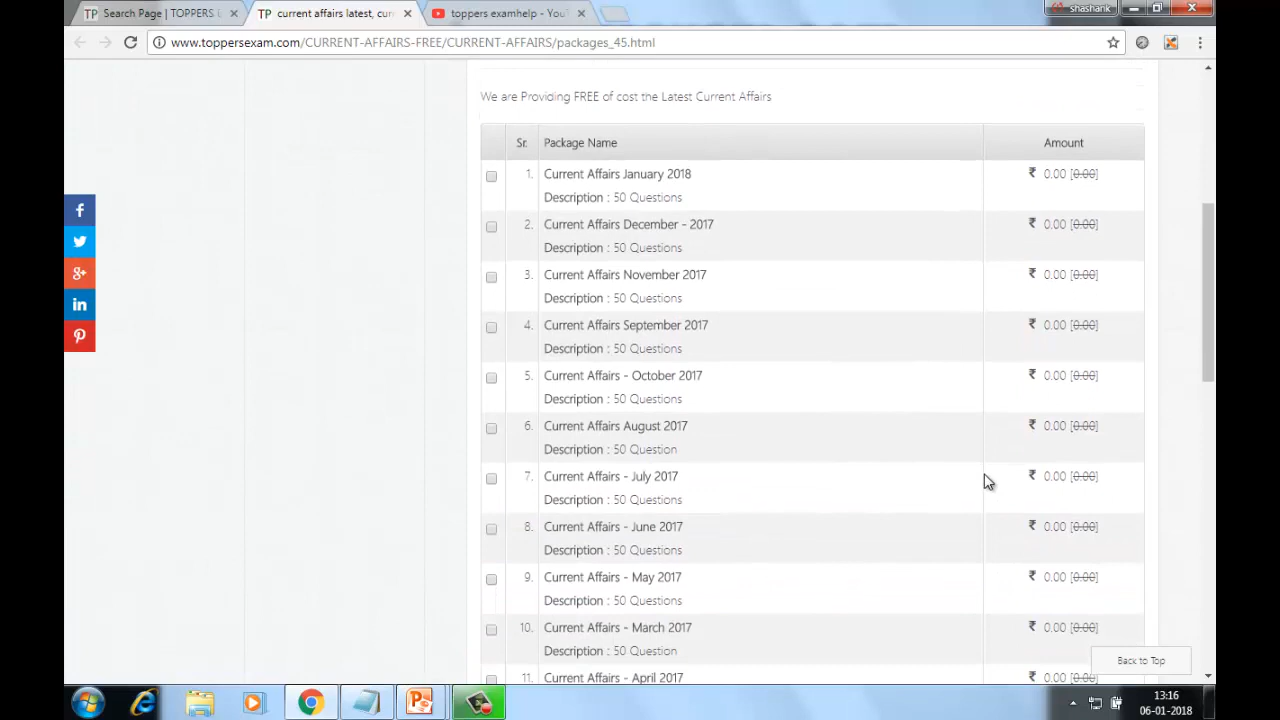 Search Page | TOPPERS
current affairs latest, cur
toppers examhelp - You
shashank
www.toppersexam.com/CURRENT-AFFAIRS-FREE/CURRENT-AFFAIRS/packages_45.html
We are Providing FREE of cost the Latest Current Affairs
Sr. Package Name Amount
1. Current Affairs January 2018 ₹ 0.00 [0.00]
Description : 50 Questions
2. Current Affairs December - 2017 ₹ 0.00 [0.00]
Description : 50 Questions
3. Current Affairs November 2017 ₹ 0.00 [0.00]
Description : 50 Questions
4. Current Affairs September 2017 ₹ 0.00 [0.00]
Description : 50 Questions
5. Current Affairs - October 2017 ₹ 0.00 [0.00]
Description : 50 Questions
6. Current Affairs August 2017 ₹ 0.00 [0.00]
Description : 50 Question
7. Current Affairs - July 2017 ₹ 0.00 [0.00]
Description : 50 Questions
8. Current Affairs - June 2017 ₹ 0.00 [0.00]
Description : 50 Questions
9. Current Affairs - May 2017 ₹ 0.00 [0.00]
Description : 50 Questions
10. Current Affairs - March 2017 ₹ 0.00 [0.00]
Description : 50 Question
11. Current Affairs - April 2017 ₹ 0.00 [0.00]
Back to Top
13:16
06-01-2018